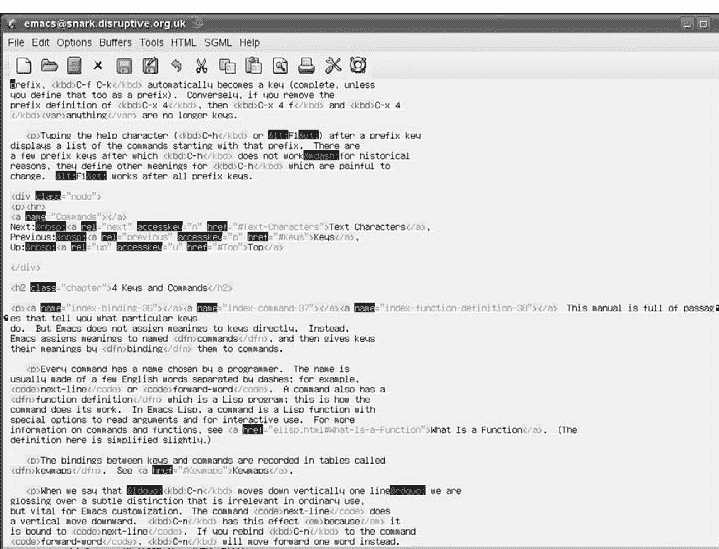 emacs@snark.disruptive.org.uk
File Edit Options Buffers Tools HTML SGML Help
prefix, <kbd>C-f C-k</kbd> automatically becomes a key (complete, unless
you define that too as a prefix).  Conversely, if you remove the
prefix definition of <kbd>C-x 4</kbd>, then <kbd>C-x 4 f</kbd> and <kbd>C-x 4
</kbd><var>anything</var> are no longer keys.
<p>Typing the help character (<kbd>C-h</kbd> or &lt;F1&gt;) after a prefix key
displays a list of the commands starting with that prefix.  There are
a few prefix keys after which <kbd>C-h</kbd> does not work&mdash;for historical
reasons, they define other meanings for <kbd>C-h</kbd> which are painful to
change.  &lt;F1&gt; works after all prefix keys.
<div class="node">
<p><hr>
<a name="Commands"></a>
Next:&nbsp;<a rel="next" accesskey="n" href="#Text-Characters">Text Characters</a>,
Previous:&nbsp;<a rel="previous" accesskey="p" href="#Keys">Keys</a>,
Up:&nbsp;<a rel="up" accesskey="u" href="#Top">Top</a>
</div>
<h2 class="chapter">4 Keys and Commands</h2>
<p><a name="index-binding-36"></a><a name="index-command-37"></a><a name="index-function-definition-38"></a>  This manual is full of passag
es that tell you what particular keys
do.  But Emacs does not assign meanings to keys directly.  Instead,
Emacs assigns meanings to named <dfn>commands</dfn>, and then gives keys
their meanings by <dfn>binding</dfn> them to commands.
<p>Every command has a name chosen by a programmer.  The name is
usually made of a few English words separated by dashes; for example,
<code>next-line</code> or <code>forward-word</code>.  A command also has a
<dfn>function definition</dfn> which is a Lisp program; this is how the
command does its work.  In Emacs Lisp, a command is a Lisp function with
special options to read arguments and for interactive use.  For more
information on commands and functions, see <a href="elisp.html#What-Is-a-Function">What Is a Function</a>.  (The
definition here is simplified slightly.)
<p>The bindings between keys and commands are recorded in tables called
<dfn>keymaps</dfn>.  See <a href="#Keymaps">Keymaps</a>.
<p>When we say that &ldquo;<kbd>C-n</kbd> moves down vertically one line&rdquo; we are
glossing over a subtle distinction that is irrelevant in ordinary use,
but vital for Emacs customization.  The command <code>next-line</code> does
a vertical move downward.  <kbd>C-n</kbd> has this effect <em>because</em> it
is bound to <code>next-line</code>.  If you rebind <kbd>C-n</kbd> to the command
<code>forward-word</code>, <kbd>C-n</kbd> will move forward one word instead.